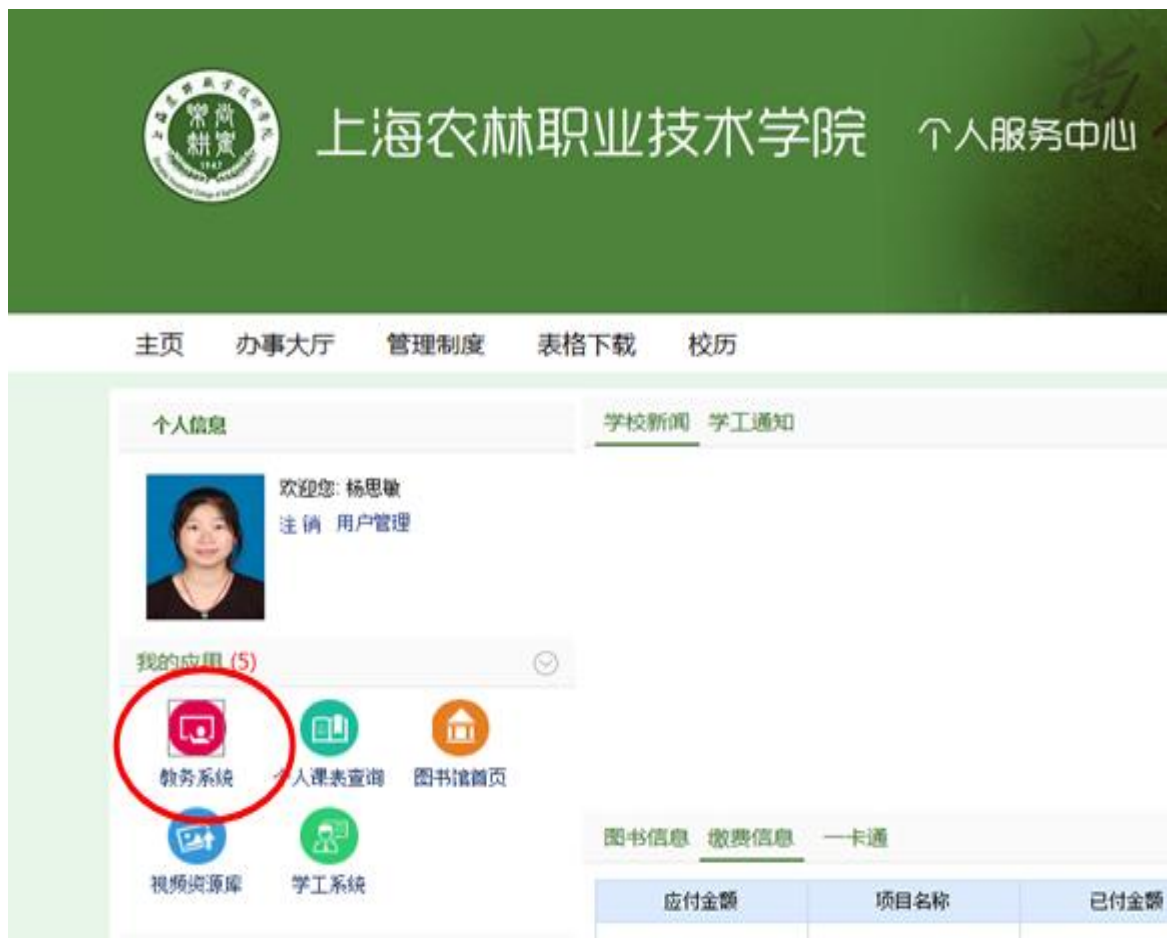 上海农林职业技术学院 个人服务中心
主页 办事大厅 管理制度 表格下载 校历
个人信息
欢迎您: 杨思敏
注 销 用户管理
我的应用 (5)
教务系统 个人课表查询 图书馆首页
视频资源库 学工系统
学校新闻 学工通知
图书信息 缴费信息 一卡通
应付金额 项目名称 已付金额